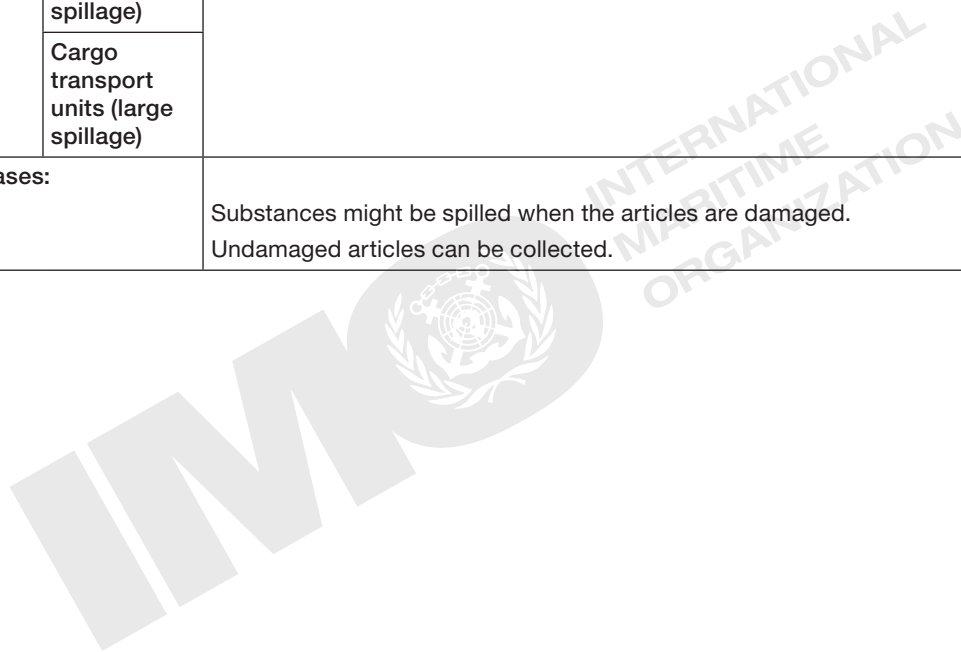 spillage)
Cargo
transport
units (large
spillage)
ases:
Substances might be spilled when the articles are damaged.
Undamaged articles can be collected.
INTERNATIONAL
MARITIME
ORGANIZATION
IMO